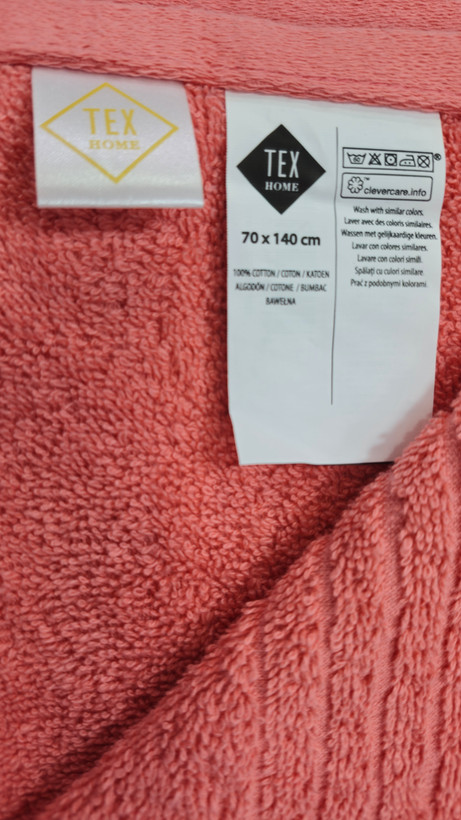 TEX
HOME
TEX
HOME
70 x 140 cm
100% COTTON / COTON / KATOEN
ALGODÓN / COTONE / BUMBAC
BAWEŁNA
®
™
clevercare.info
Wash with similar colors.
Laver avec des coloris similaires.
Wassen met gelijkaardige kleuren.
Lavar con colores similares.
Lavare con colori simili.
Spălați cu culori similare
Prać z podobnymi kolorami